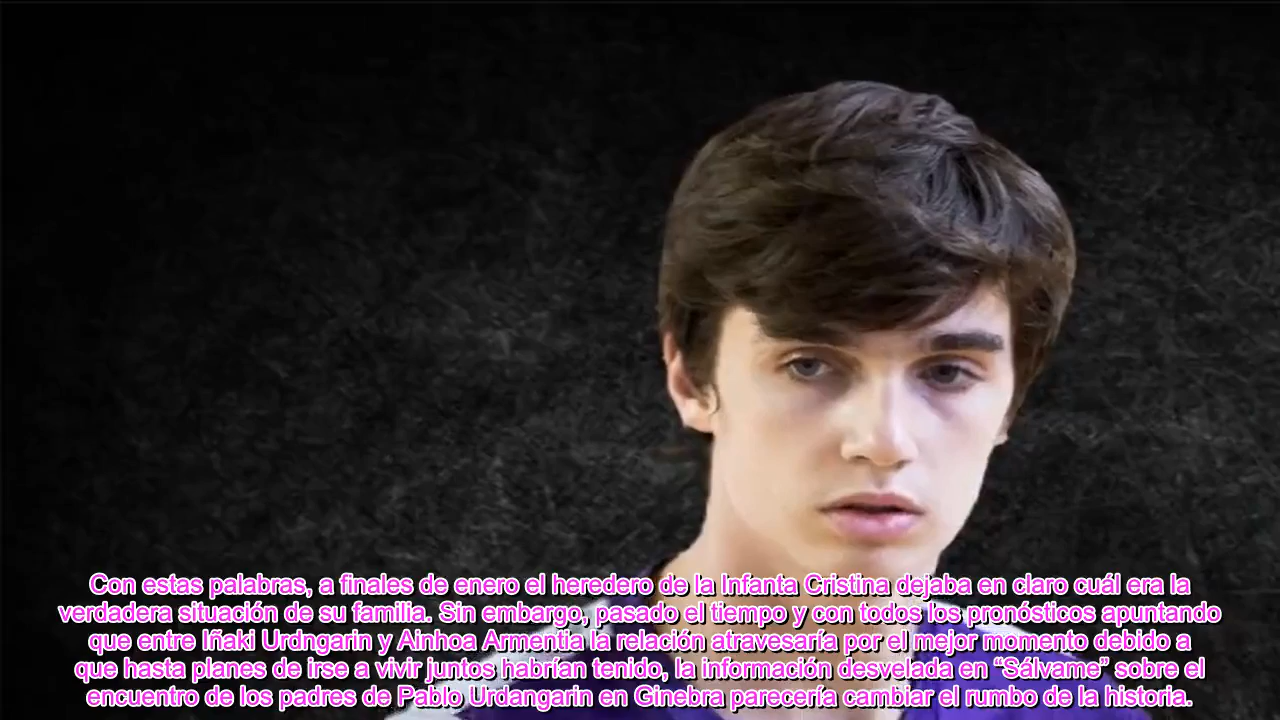 Con estas palabras, a finales de enero el heredero de la Infanta Cristina dejaba en claro cuál era la
verdadera situación de su familia. Sin embargo, pasado el tiempo y con todos los pronósticos apuntando
que entre Iñaki Urdngarin y Ainhoa Armentia la relación atravesaría por el mejor momento debido a
que hasta planes de irse a vivir juntos habrían tenido, la información desvelada en “Sálvame” sobre el
encuentro de los padres de Pablo Urdangarin en Ginebra parecería cambiar el rumbo de la historia.